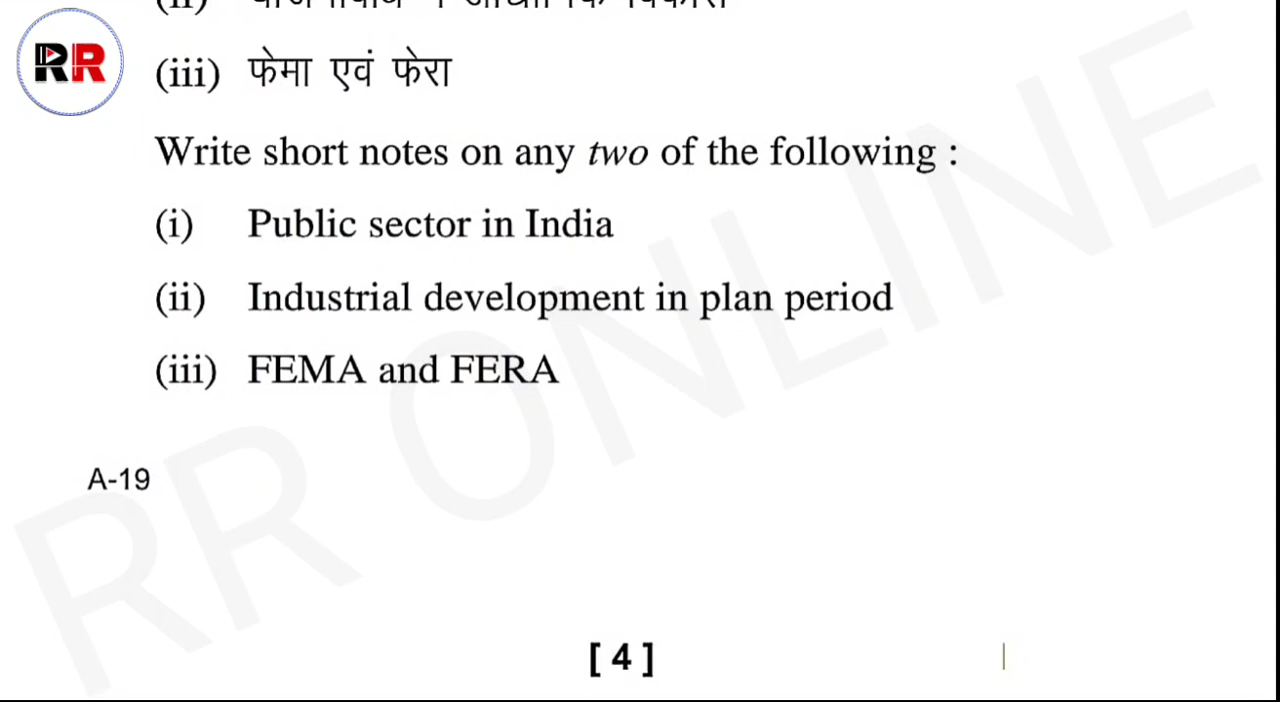 RR
(iii) फेमा एवं फेरा
Write short notes on any two of the following :
(i) Public sector in India
(ii) Industrial development in plan period
(iii) FEMA and FERA
A-19
[ 4 ]
RR ONLINE